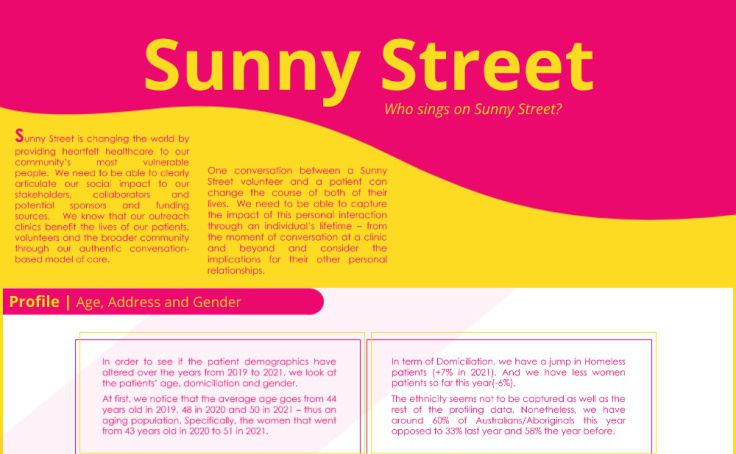 Sunny Street
Who sings on Sunny Street?
Sunny Street is changing the world by
providing heartfelt healthcare to our
community's most vulnerable
people. We need to be able to clearly
articulate our social impact to our
stakeholders, collaborators and
potential sponsors and funding
sources. We know that our outreach
clinics benefit the lives of our patients,
volunteers and the broader community
through our authentic conversation-
based model of care.
One conversation between a Sunny
Street volunteer and a patient can
change the course of both of their
lives. We need to be able to capture
the impact of this personal interaction
through an individual's lifetime – from
the moment of conversation at a clinic
and beyond and consider the
implications for their other personal
relationships.
Profile | Age, Address and Gender
In order to see if the patient demographics have
altered over the years from 2019 to 2021, we look at
the patients' age, domiciliation and gender.
At first, we notice that the average age goes from 44
years old in 2019, 48 in 2020 and 50 in 2021 – thus an
aging population. Specifically, the women that went
from 43 years old in 2020 to 51 in 2021.
In term of Domiciliation, we have a jump in Homeless
patients (+7% in 2021). And we have less women
patients so far this year(-6%).
The ethnicity seems not to be captured as well as the
rest of the profiling data. Nonetheless, we have
around 60% of Australians/Aboriginals this year
opposed to 33% last year and 58% the year before.